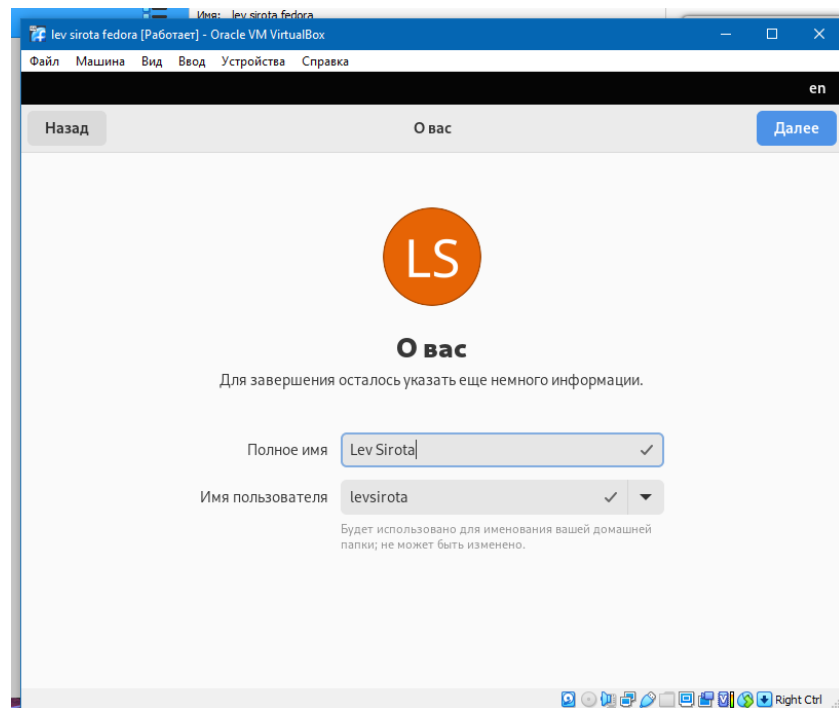 Имя: lev sirota fedora
lev sirota fedora [Работает] - Oracle VM VirtualBox
Файл Машина Вид Ввод Устройства Справка
en
Назад О вас Далее
LS
О вас
Для завершения осталось указать еще немного информации.
Полное имя Lev Sirota
Имя пользователя levsirota
Будет использовано для именования вашей домашней
папки; не может быть изменено.
Right Ctrl